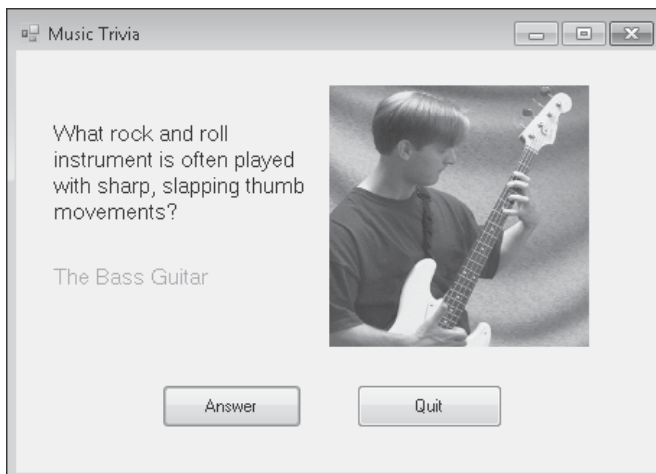 Music Trivia
What rock and roll
instrument is often played
with sharp, slapping thumb
movements?
The Bass Guitar
Answer
Quit